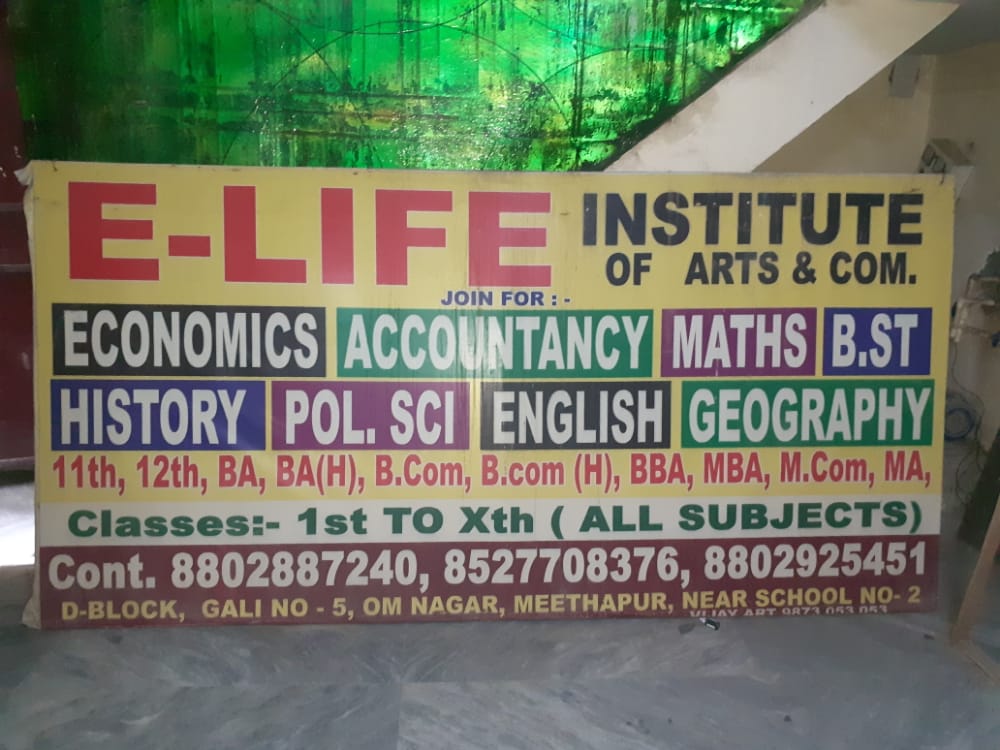 E-LIFE INSTITUTE
OF ARTS & COM.
JOIN FOR : -
ECONOMICS ACCOUNTANCY MATHS B.ST
HISTORY POL. SCI ENGLISH GEOGRAPHY
11th, 12th, BA, BA(H), B.Com, B.com (H), BBA, MBA, M.Com, MA,
Classes:- 1st TO Xth ( ALL SUBJECTS)
Cont. 8802887240, 8527708376, 8802925451
D-BLOCK, GALI NO - 5, OM NAGAR, MEETHAPUR, NEAR SCHOOL NO- 2
VIJAY ART 9873 053 053